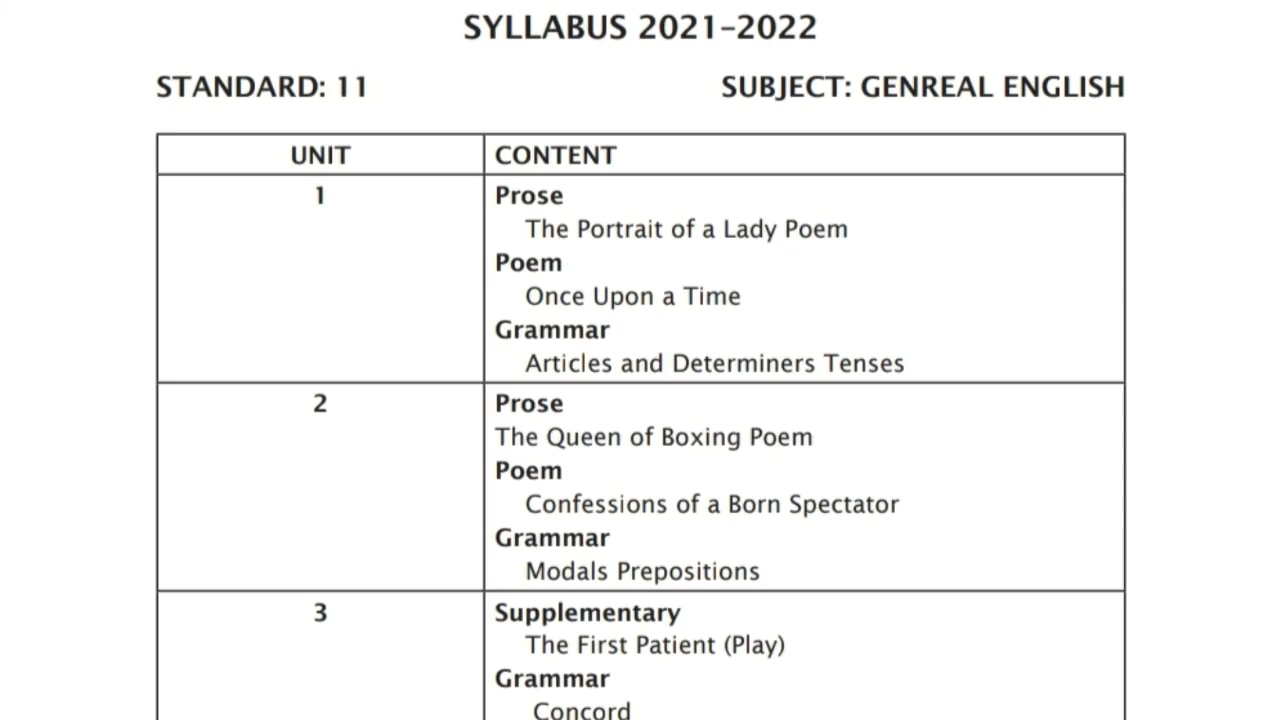 SYLLABUS 2021–2022
STANDARD: 11 SUBJECT: GENREAL ENGLISH
UNIT CONTENT
1 Prose
The Portrait of a Lady Poem
Poem
Once Upon a Time
Grammar
Articles and Determiners Tenses
2 Prose
The Queen of Boxing Poem
Poem
Confessions of a Born Spectator
Grammar
Modals Prepositions
3 Supplementary
The First Patient (Play)
Grammar
Concord